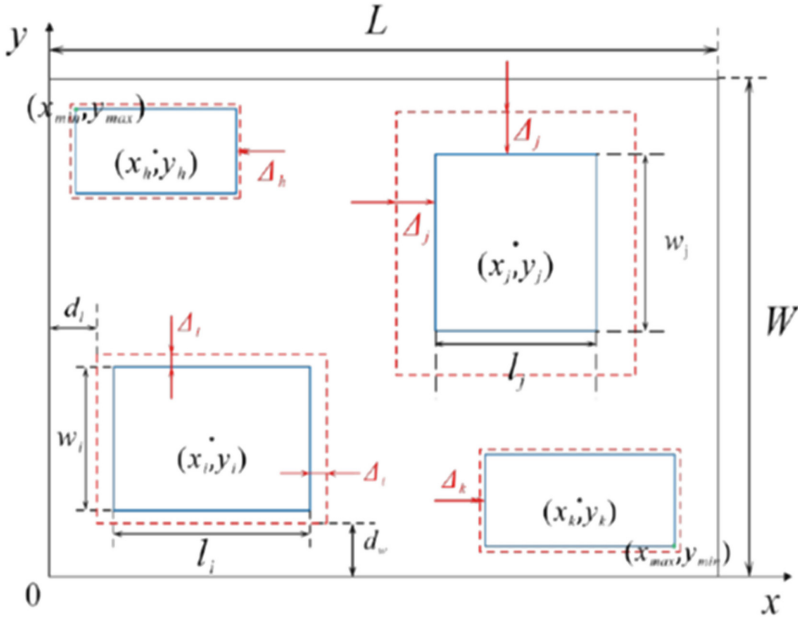 y
L
(x_min, y_max)
(x_h, y_h)
Δ_h
Δ_j
Δ_j
(x_j, y_j)
w_j
W
l_j
d_l
Δ_i
w_i
(x_i, y_i)
Δ_i
l_i
d_w
Δ_k
(x_k, y_k)
(x_max, y_min)
0
x